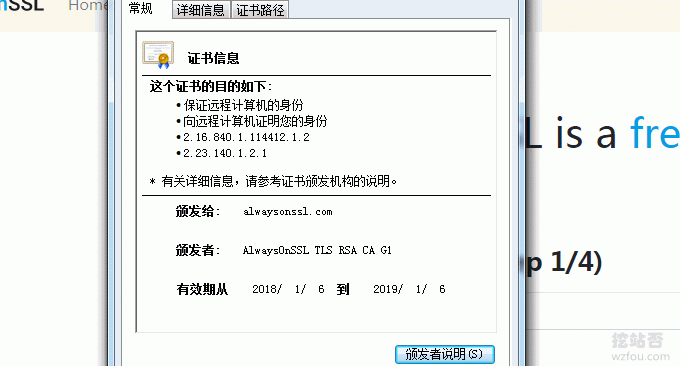 nSSL Home
常规 详细信息 证书路径
证书信息
这个证书的目的如下:
•保证远程计算机的身份
•向远程计算机证明您的身份
•2.16.840.1.114412.1.2
•2.23.140.1.2.1
* 有关详细信息，请参考证书颁发机构的说明。
颁发给: alwaysonssl.com
颁发者: AlwaysOnSSL TLS RSA CA G1
有效期从 2018/ 1/ 6 到 2019/ 1/ 6
颁发者说明(S)
L is a fre
p 1/4)
挖站否
wzfou.com